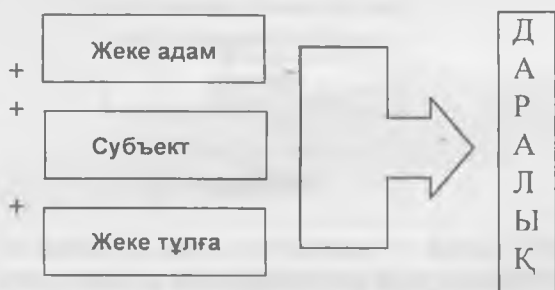 Жеке адам
+
+
Субъект
+
Жеке тұлға
Д
А
Р
А
Л
Ы
Қ